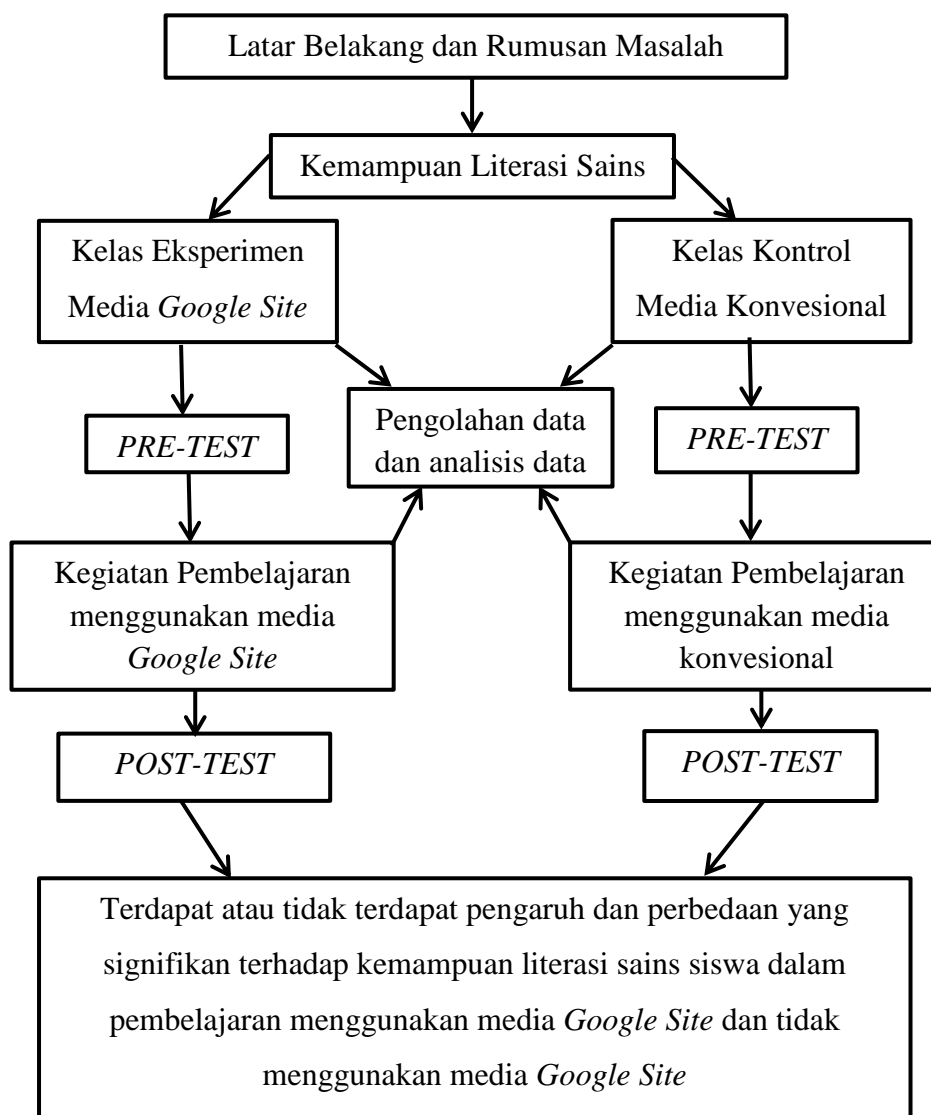 Latar Belakang dan Rumusan Masalah
Kemampuan Literasi Sains
Kelas Eksperimen
Media Google Site
Kelas Kontrol
Media Konvesional
Pengolahan data
dan analisis data
PRE-TEST
PRE-TEST
Kegiatan Pembelajaran
menggunakan media
Google Site
Kegiatan Pembelajaran
menggunakan media
konvesional
POST-TEST
POST-TEST
Terdapat atau tidak terdapat pengaruh dan perbedaan yang
signifikan terhadap kemampuan literasi sains siswa dalam
pembelajaran menggunakan media Google Site dan tidak
menggunakan media Google Site